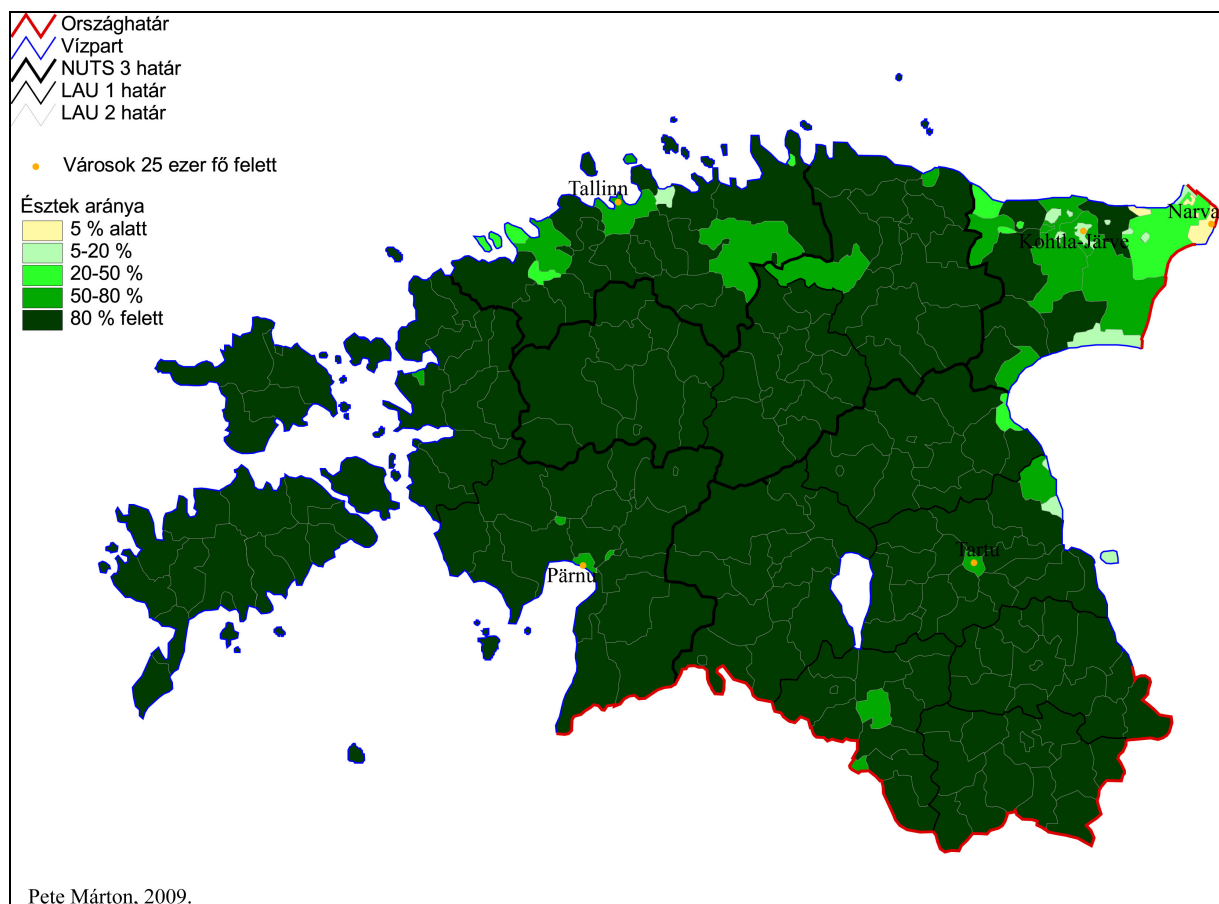 Országhatár
Vízpart
NUTS 3 határ
LAU 1 határ
LAU 2 határ
Városok 25 ezer fő felett
Észtek aránya
5 % alatt
5-20 %
20-50 %
50-80 %
80 % felett
Tallinn
Narva
Kohtla-Järve
Tartu
Pärnu
Pete Márton, 2009.